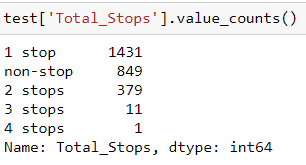 test['Total_Stops'].value_counts()
1 stop 1431
non-stop 849
2 stops 379
3 stops 11
4 stops 1
Name: Total_Stops, dtype: int64